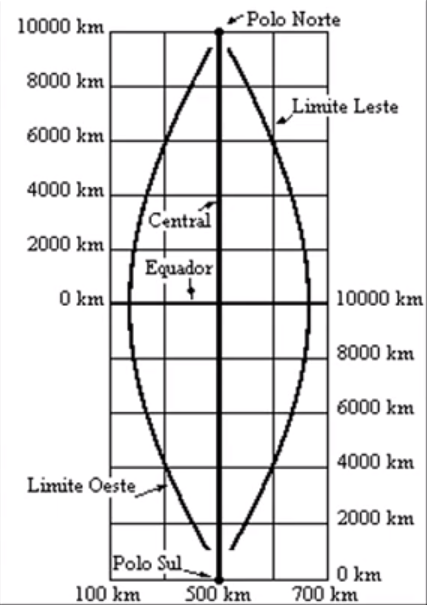 10000 km
Polo Norte
8000 km
Limite Leste
6000 km
4000 km
Central
2000 km
Equador
0 km
10000 km
8000 km
6000 km
4000 km
Limite Oeste
2000 km
Polo Sul
0 km
100 km
500 km
700 km